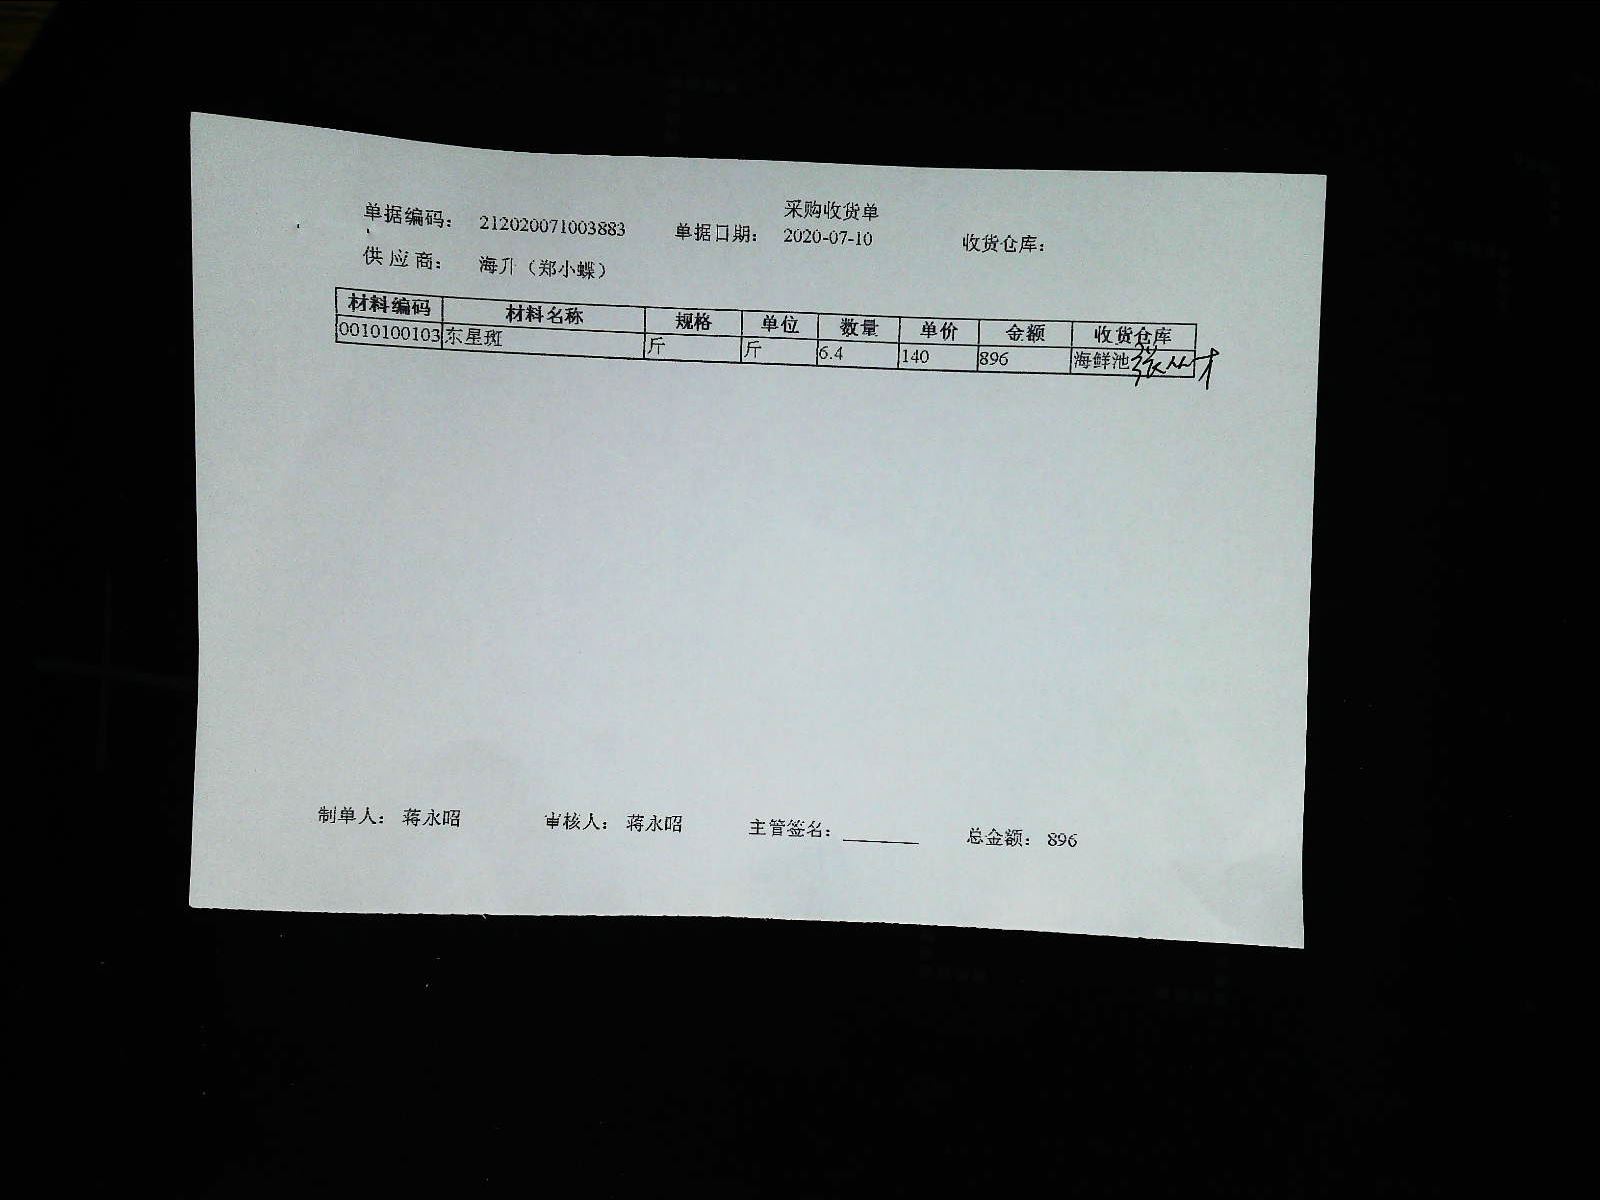 采购收货单
单据编码： 212020071003883 单据日期： 2020-07-10 收货仓库：
供应商： 海升（郑小蝶）
材料编码 材料名称 规格 单位 数量 单价 金额 收货仓库
0010100103 东星斑 斤 斤 6.4 140 896 海鲜池
制单人： 蒋永昭 审核人： 蒋永昭 主管签名： 总金额： 896